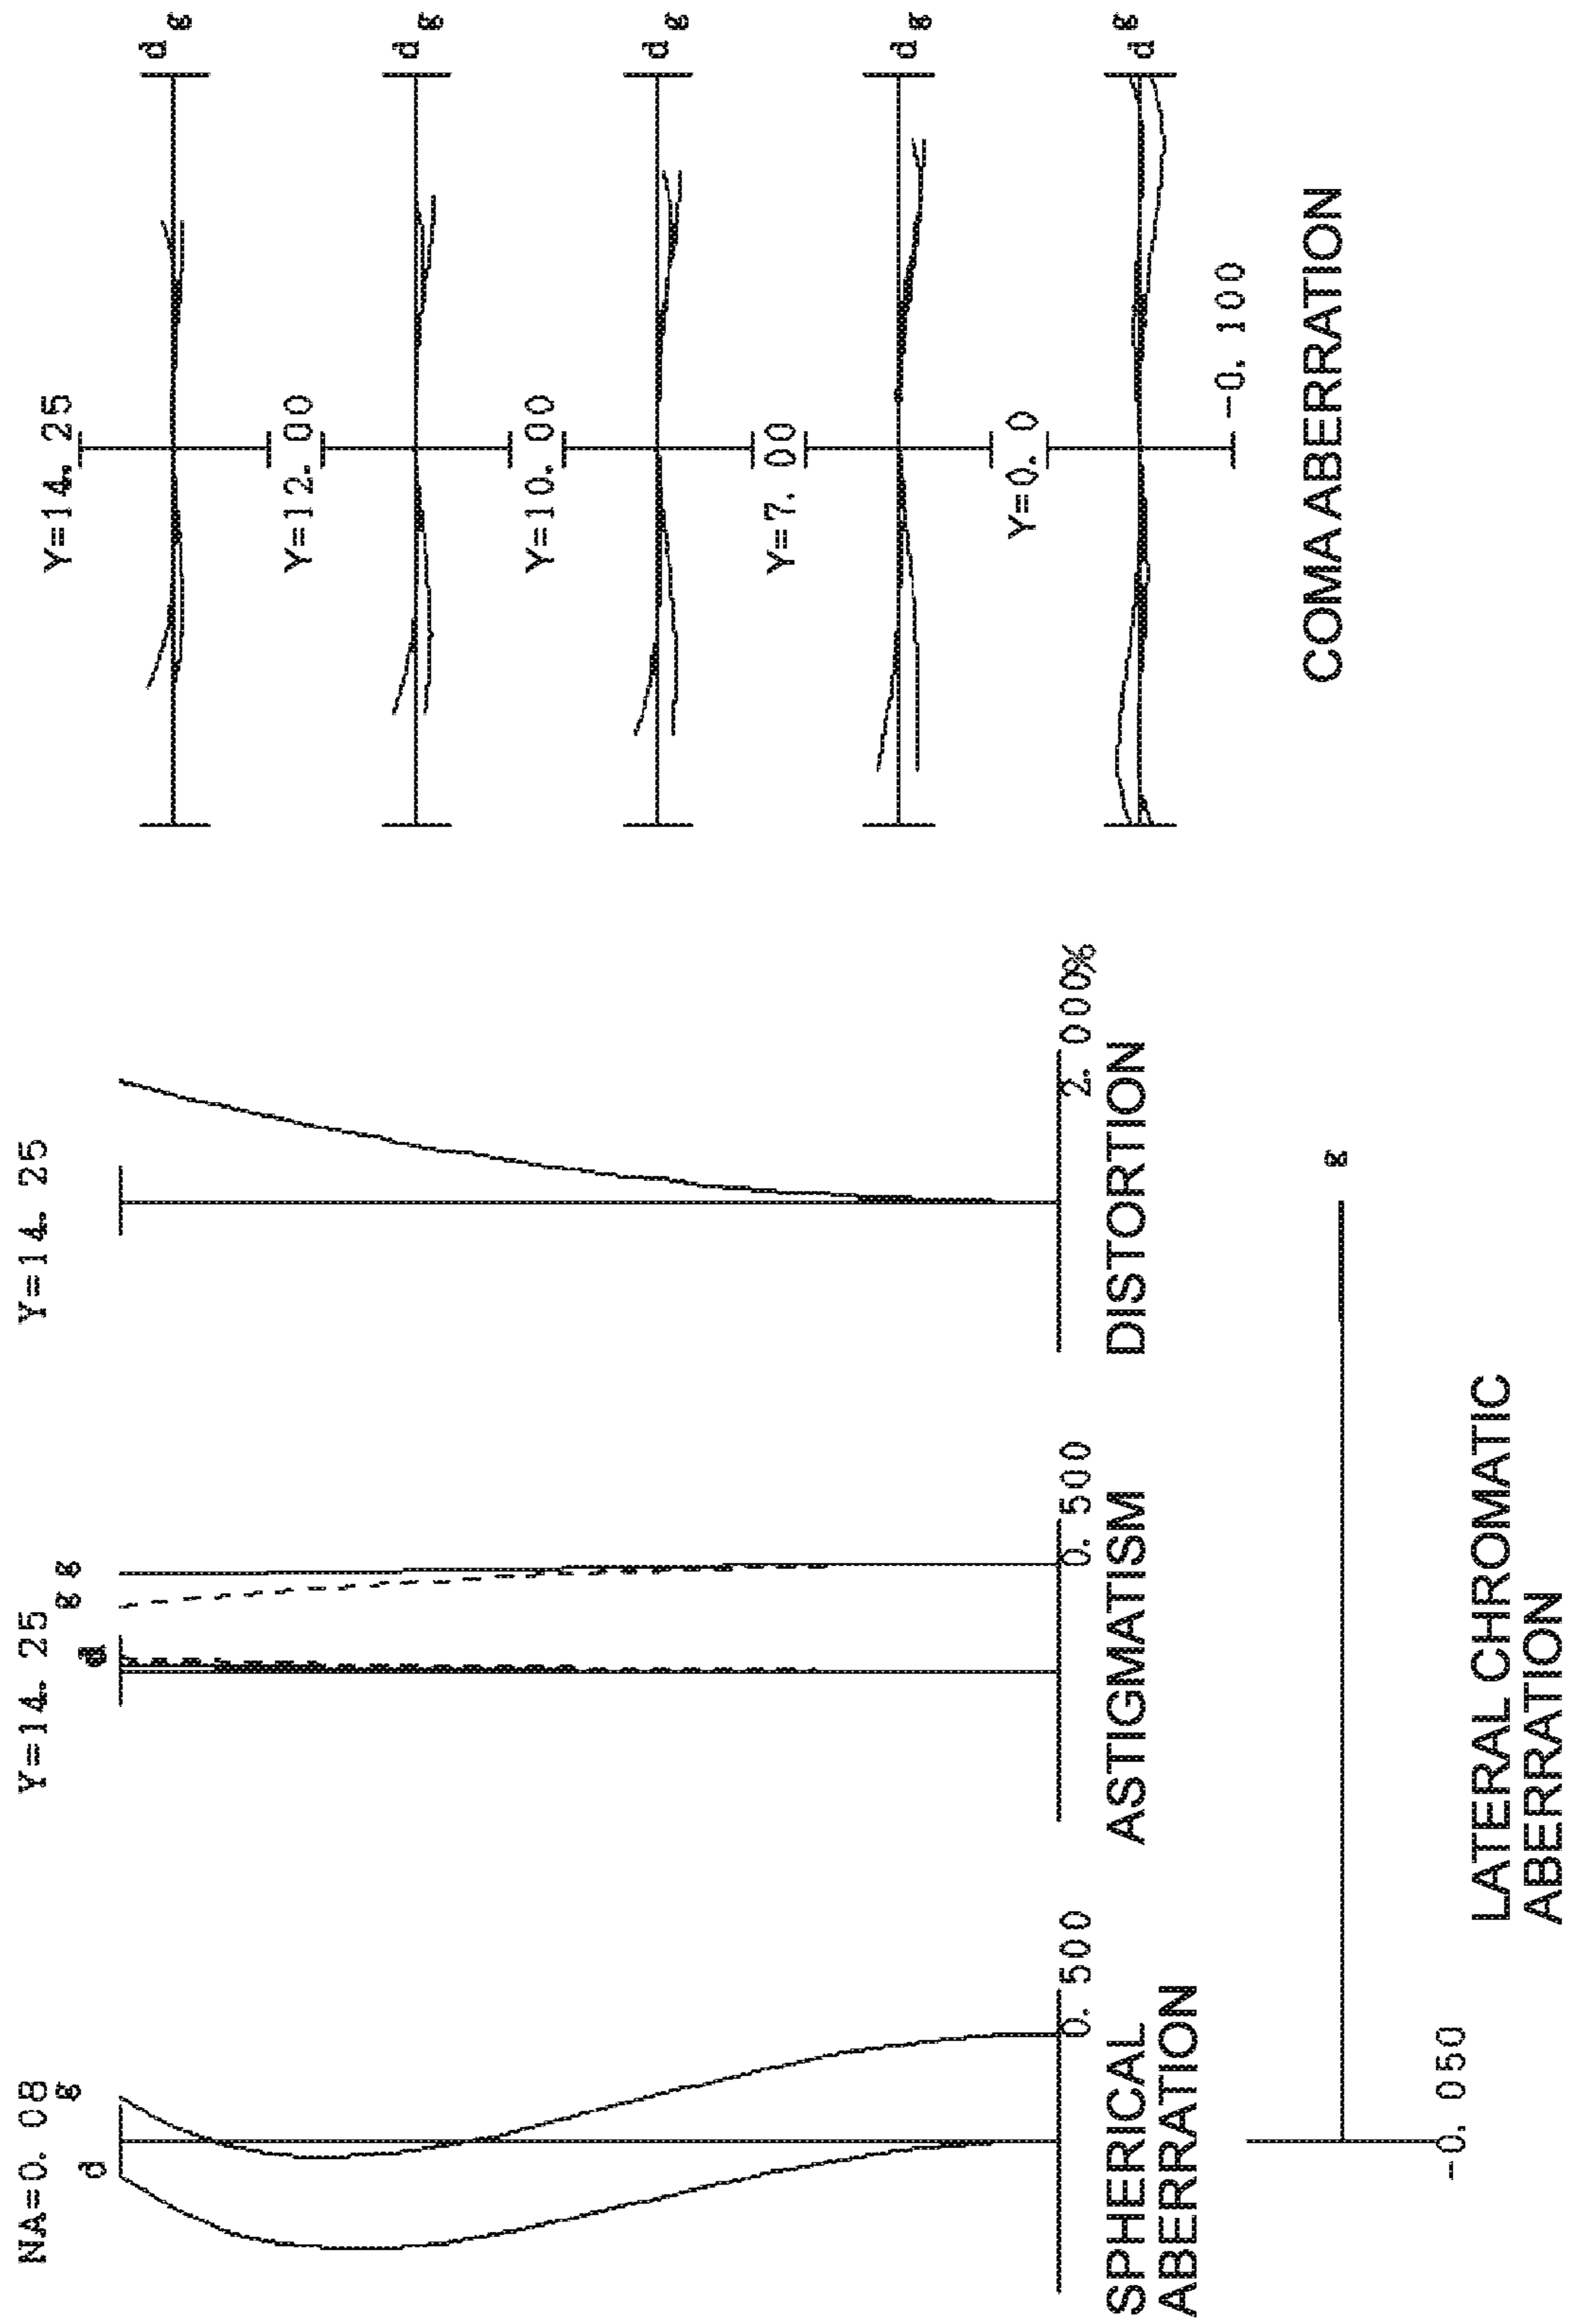 NA=0.08
d
g
0.500
SPHERICAL
ABERRATION
Y=14.25
d
g g
0.500
ASTIGMATISM
Y=14.25
2.000%
DISTORTION
g
-0.050
LATERAL CHROMATIC
ABERRATION
Y=14.25
d
g
Y=12.00
d
g
Y=10.00
d
g
Y=7.00
d
g
Y=0.0
d
g
-0.100
COMA ABERRATION